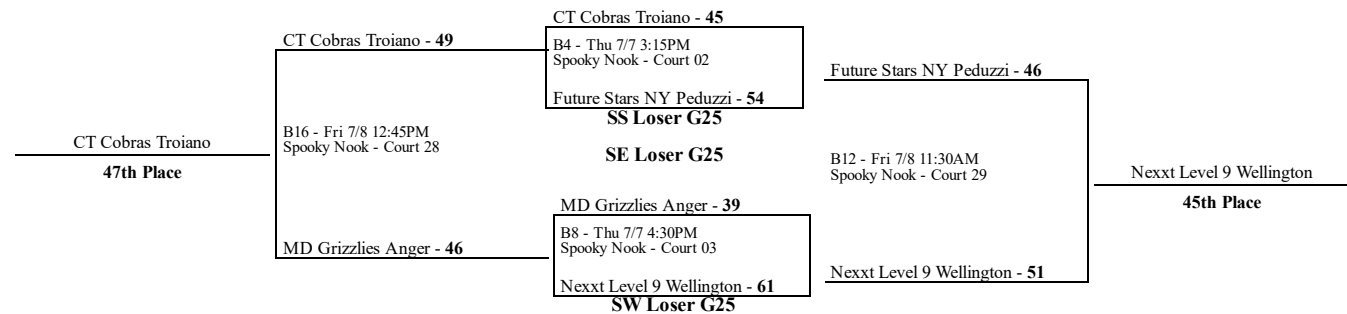 CT Cobras Troiano - 45
CT Cobras Troiano - 49
B4 - Thu 7/7 3:15PM
Spooky Nook - Court 02
Future Stars NY Peduzzi - 46
Future Stars NY Peduzzi - 54
SS Loser G25
B16 - Fri 7/8 12:45PM
Spooky Nook - Court 28
CT Cobras Troiano
47th Place
SE Loser G25
B12 - Fri 7/8 11:30AM
Spooky Nook - Court 29
Nexxt Level 9 Wellington
45th Place
MD Grizzlies Anger - 39
B8 - Thu 7/7 4:30PM
Spooky Nook - Court 03
MD Grizzlies Anger - 46
Nexxt Level 9 Wellington - 51
Nexxt Level 9 Wellington - 61
SW Loser G25